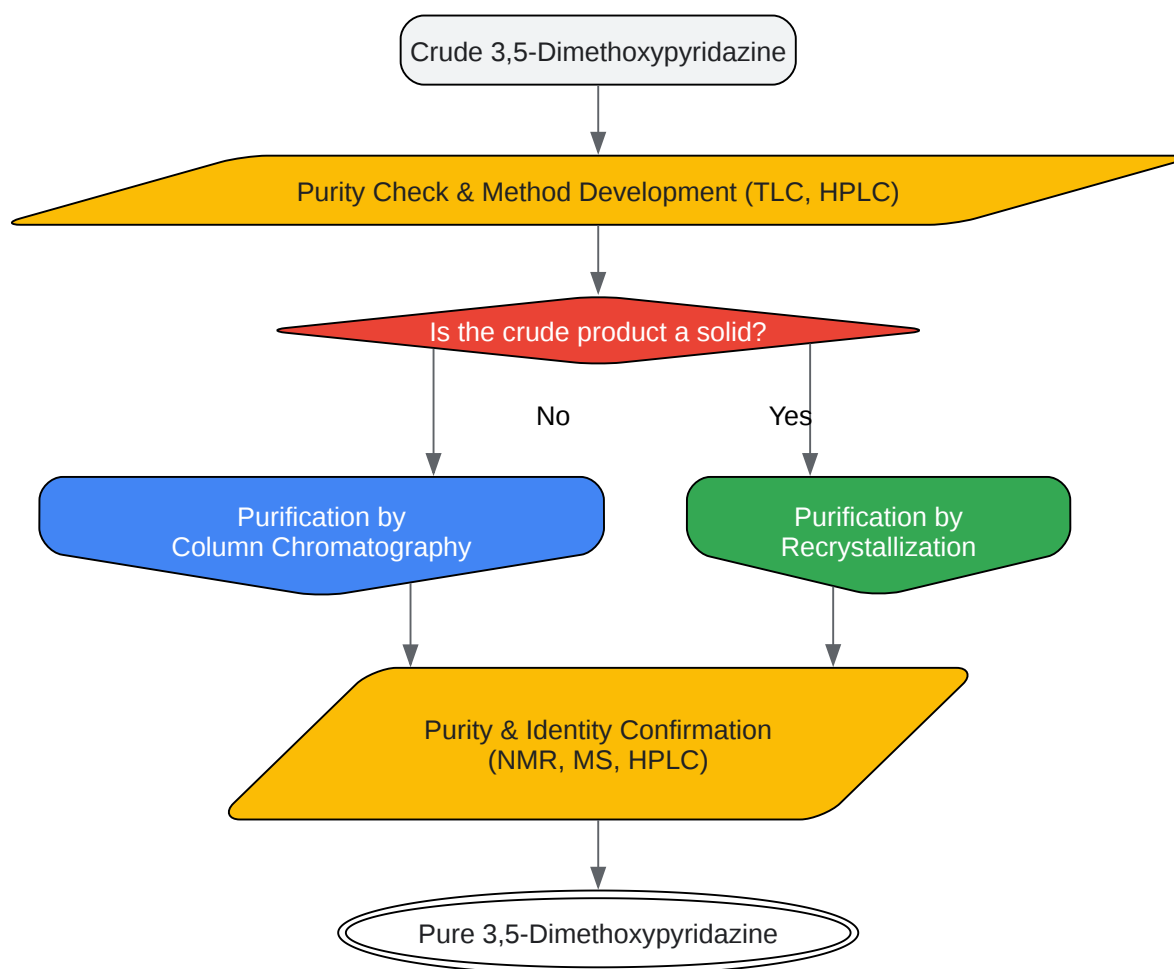 Crude 3,5-Dimethoxypyridazine
Purity Check & Method Development (TLC, HPLC)
Is the crude product a solid?
No
Yes
Purification by
Column Chromatography
Purification by
Recrystallization
Purity & Identity Confirmation
(NMR, MS, HPLC)
Pure 3,5-Dimethoxypyridazine